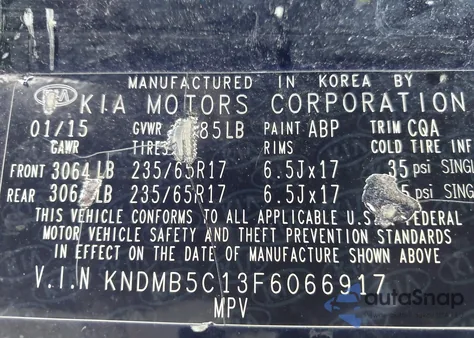 MANUFACTURED IN KOREA BY
KIA KIA MOTORS CORPORATION
01/15 GVWR 85LB PAINT ABP TRIM CQA
GAWR TIRES RIMS COLD TIRE INF
FRONT 3064 LB 235/65R17 6.5Jx17 35 psi SINGL
REAR LB 235/65R17 6.5Jx17 psi SINGL
THIS VEHICLE CONFORMS TO ALL APPLICABLE U.S. FEDERAL
MOTOR VEHICLE SAFETY AND THEFT PREVENTION STANDARDS
IN EFFECT ON THE DATE OF MANUFACTURE SHOWN ABOVE
V.I.N KNDMB5C13F6066917
MPV
autaSnap